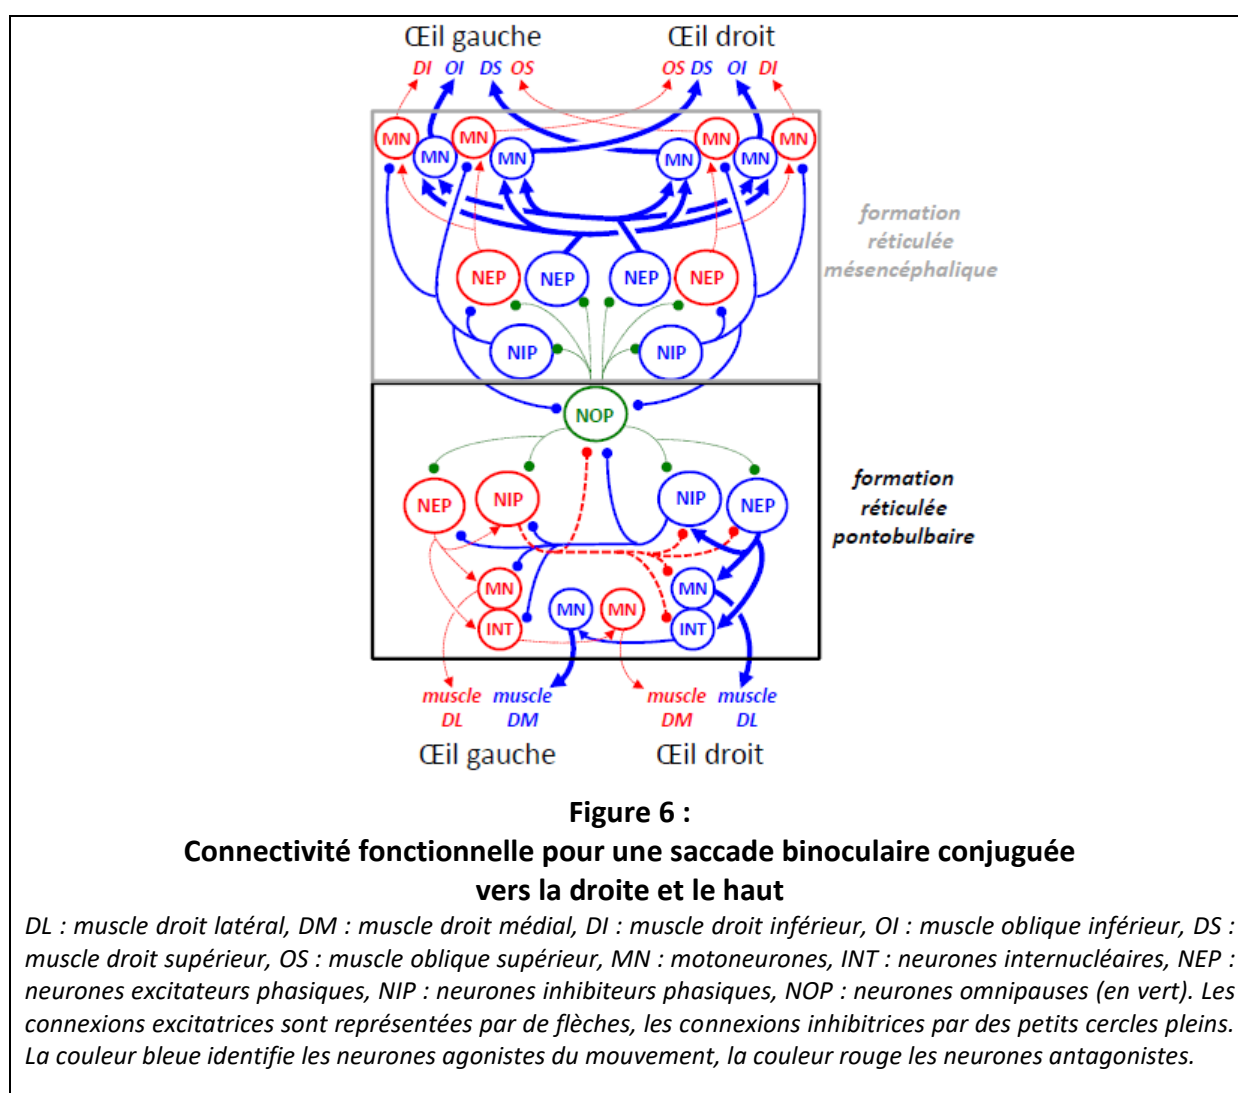 Œil gauche Œil droit
DI OI DS OS OS DS OI DI
MN MN MN MN
MN MN MN MN
formation
réticulée
mésencéphalique
NEP NEP NEP NEP
NIP NIP
NOP
formation
réticulée
pontobulbaire
NEP NIP NIP NEP
MN MN
MN MN
INT INT
muscle muscle muscle muscle
DL DM DM DL
Œil gauche Œil droit
Figure 6 :
Connectivité fonctionnelle pour une saccade binoculaire conjuguée
vers la droite et le haut
DL : muscle droit latéral, DM : muscle droit médial, DI : muscle droit inférieur, OI : muscle oblique inférieur, DS :
muscle droit supérieur, OS : muscle oblique supérieur, MN : motoneurones, INT : neurones internucléaires, NEP :
neurones excitateurs phasiques, NIP : neurones inhibiteurs phasiques, NOP : neurones omnipauses (en vert). Les
connexions excitatrices sont représentées par de flèches, les connexions inhibitrices par des petits cercles pleins.
La couleur bleue identifie les neurones agonistes du mouvement, la couleur rouge les neurones antagonistes.